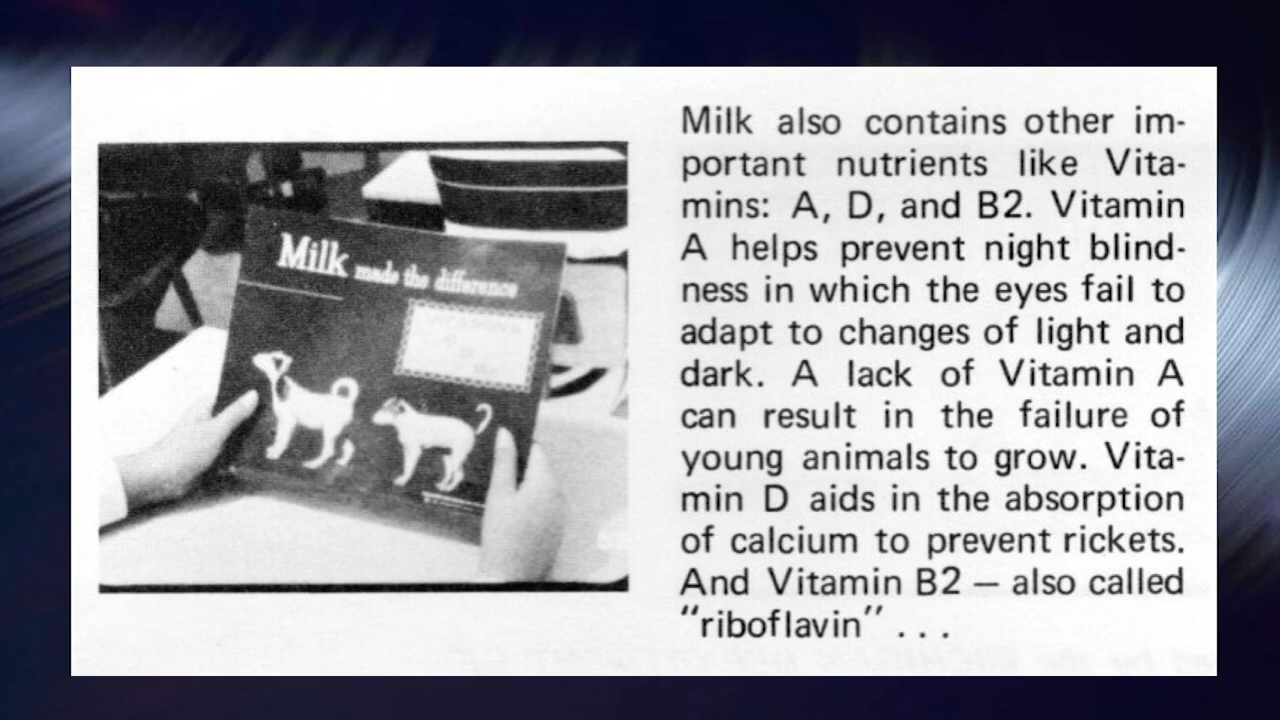 Milk made the difference
Milk also contains other im-
portant nutrients like Vita-
mins: A, D, and B2. Vitamin
A helps prevent night blind-
ness in which the eyes fail to
adapt to changes of light and
dark. A lack of Vitamin A
can result in the failure of
young animals to grow. Vita-
min D aids in the absorption
of calcium to prevent rickets.
And Vitamin B2 — also called
“riboflavin” . . .